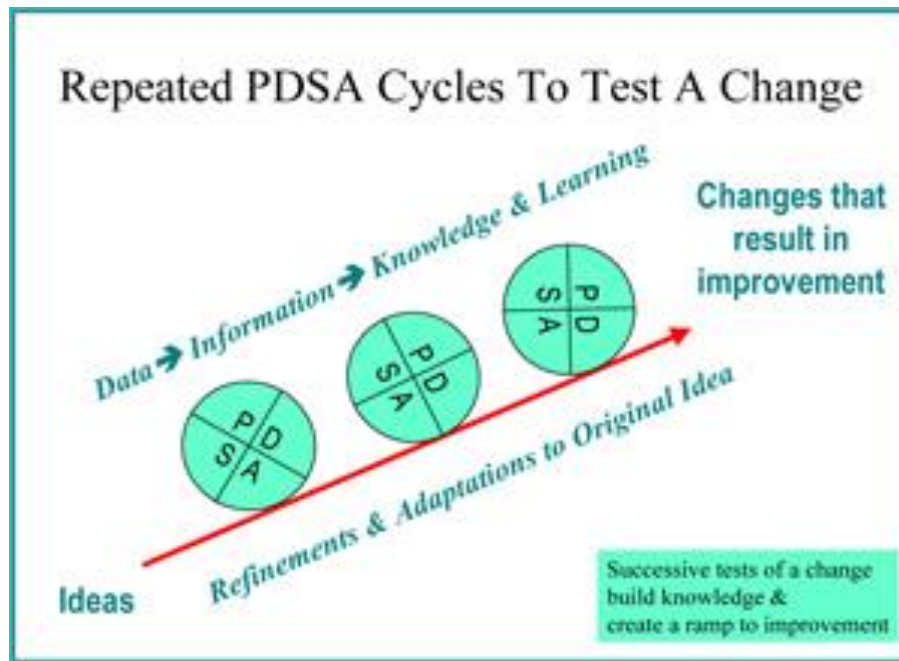 Repeated PDSA Cycles To Test A Change
Data ➔ Information ➔ Knowledge & Learning
Changes that
result in
improvement
P D
S A
P D
S A
P D
S A
Refinements & Adaptations to Original Idea
Ideas
Successive tests of a change
build knowledge &
create a ramp to improvement